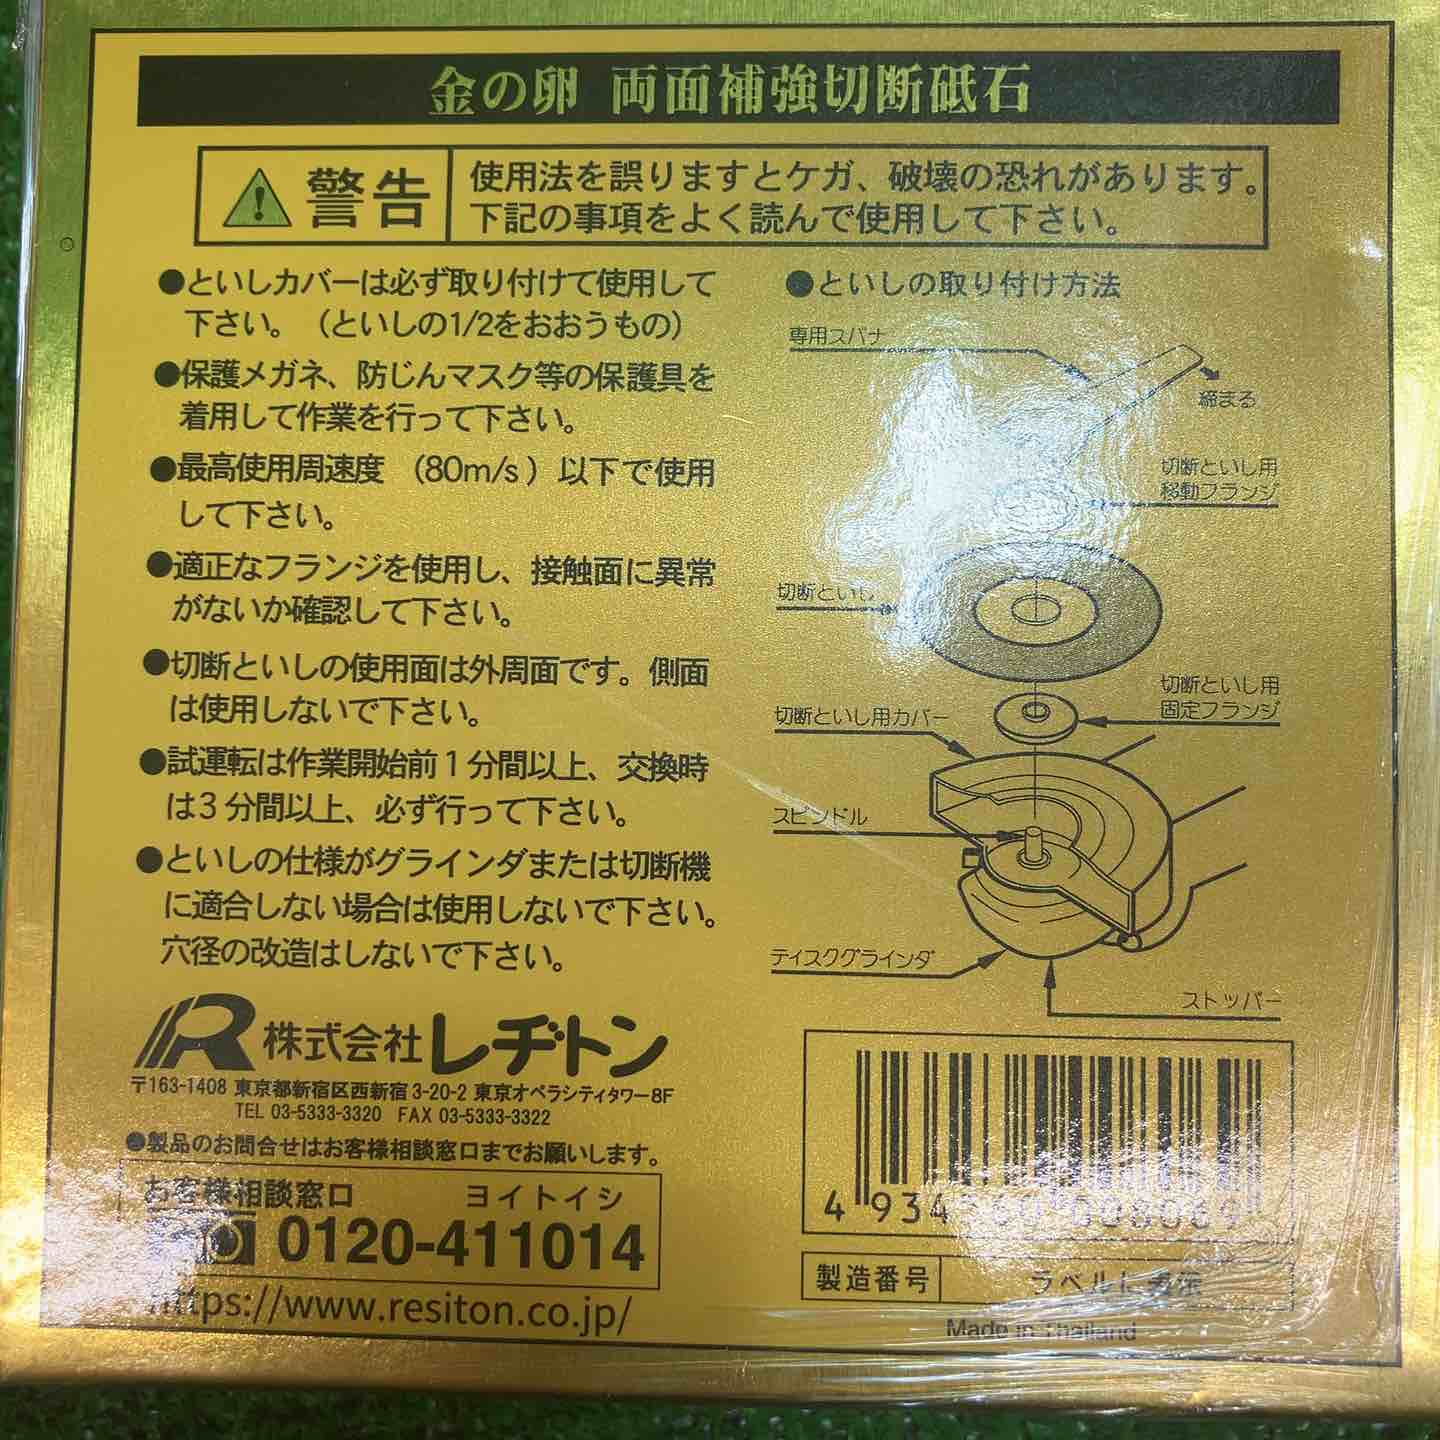 金の卵 両面補強切断砥石
警告
使用法を誤りますとケガ、破壊の恐れがあります。
下記の事項をよく読んで使用して下さい。
●といしカバーは必ず取り付けて使用して
下さい。(といしの1/2をおおうもの)
●保護メガネ、防じんマスク等の保護具を
着用して作業を行って下さい。
●最高使用周速度 (80m/s)以下で使用
して下さい。
●適正なフランジを使用し、接触面に異常
がないか確認して下さい。
●切断といしの使用面は外周面です。側面
は使用しないで下さい。
●試運転は作業開始前1分間以上、交換時
は3分間以上、必ず行って下さい。
●といしの仕様がグラインダまたは切断機
に適合しない場合は使用しないで下さい。
穴径の改造はしないで下さい。
●といしの取り付け方法
専用スパナ
締まる
切断といし用
移動フランジ
切断といし
切断といし用
固定フランジ
切断といし用カバー
スピンドル
ディスクグラインダ
ストッパー
R 株式会社レヂトン
〒163-1408 東京都新宿区西新宿3-20-2 東京オペラシティタワー8F
TEL 03-5333-3320 FAX 03-5333-3322
●製品のお問合せはお客様相談窓口までお願いします。
お客様相談窓口 ヨイトイシ
0120-411014
https://www.resiton.co.jp/
製造番号 ラベルに表示
Made in Thailand